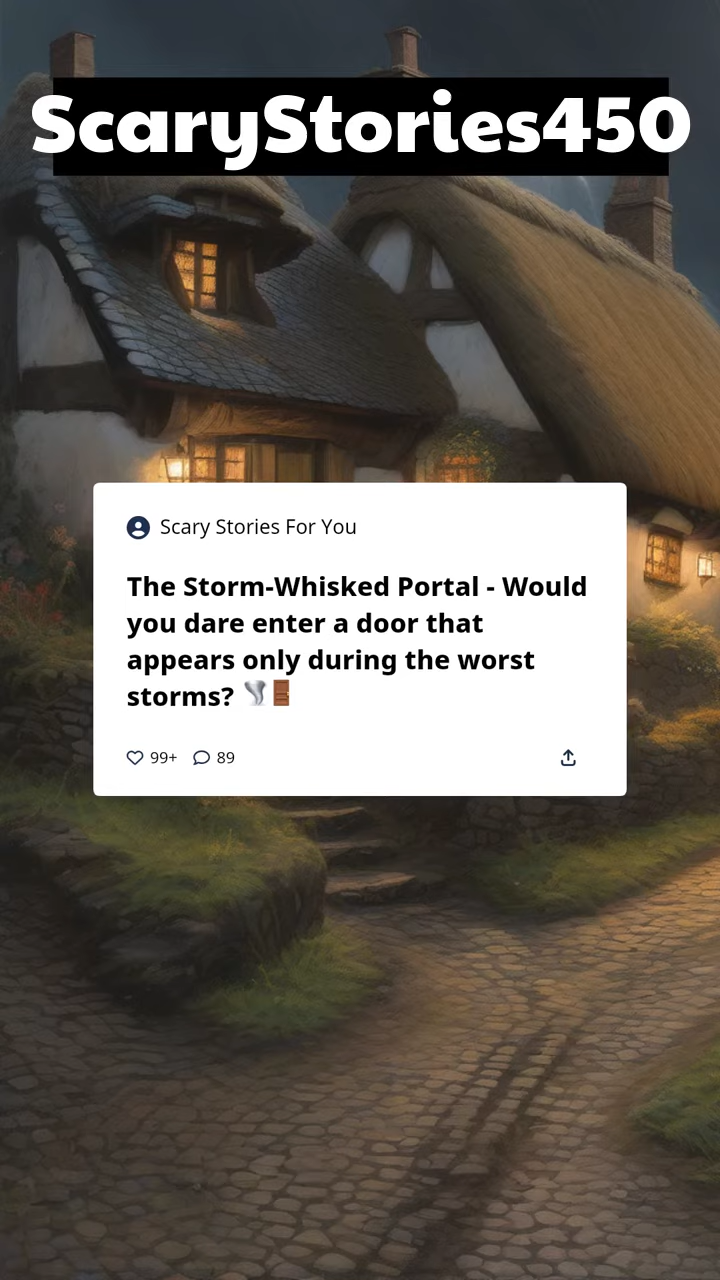 ScaryStories450
Scary Stories For You
The Storm-Whisked Portal - Would
you dare enter a door that
appears only during the worst
storms? 🌪️🚪
99+ 89